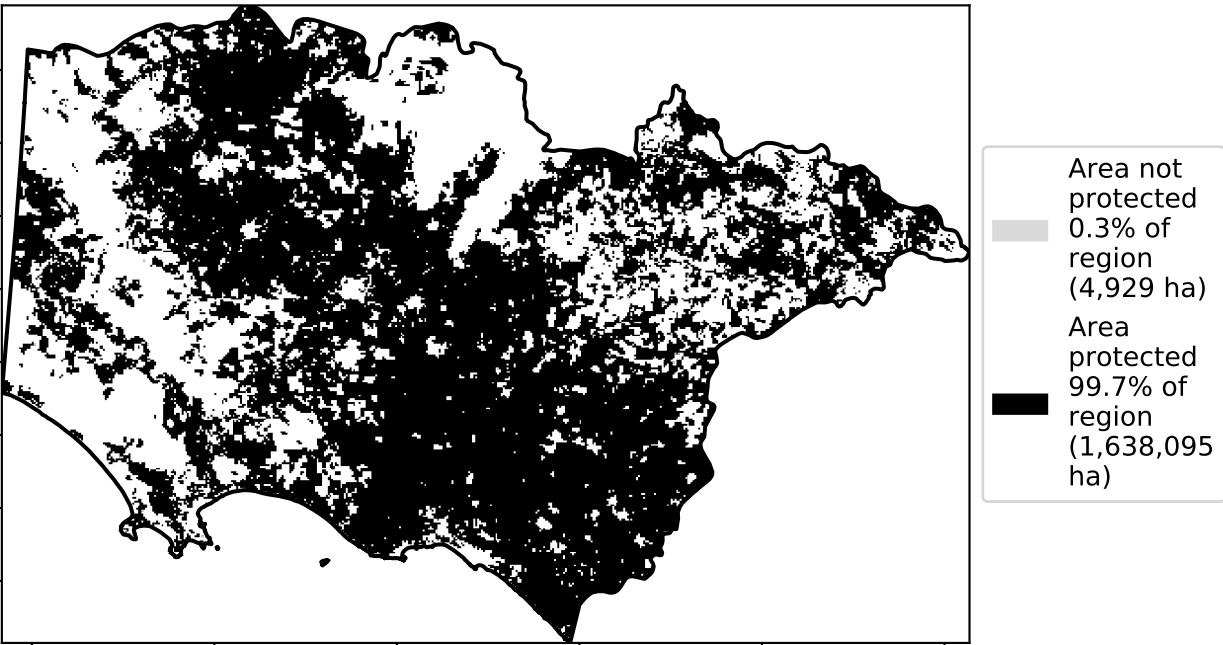 Area not
protected
0.3% of
region
(4,929 ha)
Area
protected
99.7% of
region
(1,638,095
ha)